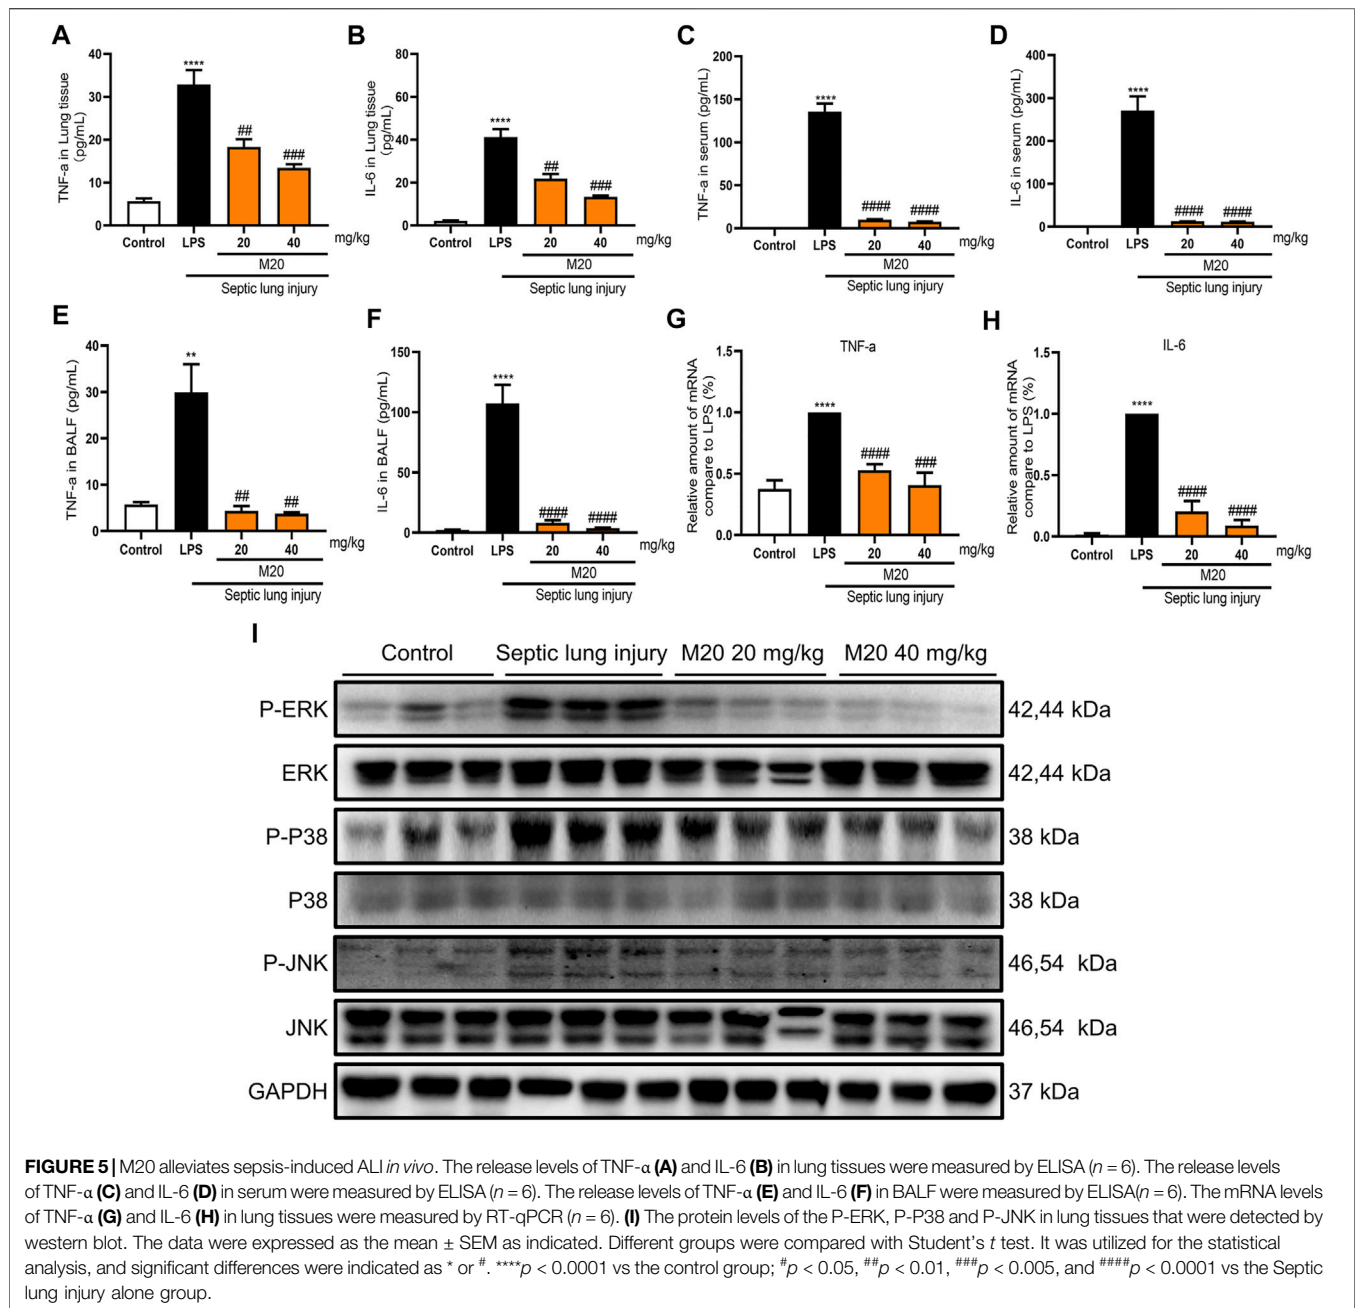 A
TNF-a in Lung tissue
(pg/mL)
40
30
20
10
0
****
##
###
Control LPS 20 40 mg/kg
M20
Septic lung injury
B
IL-6 in Lung tissue
(pg/mL)
80
60
40
20
0
****
##
###
Control LPS 20 40 mg/kg
M20
Septic lung injury
C
TNF-a in serum (pg/mL)
200
150
100
50
0
****
####
####
Control LPS 20 40 mg/kg
M20
Septic lung injury
D
IL-6 in serum (pg/mL)
400
300
200
100
0
****
####
####
Control LPS 20 40 mg/kg
M20
Septic lung injury
E
TNF-a in BALF (pg/mL)
40
30
20
10
0
**
##
##
Control LPS 20 40 mg/kg
M20
Septic lung injury
F
IL-6 in BALF (pg/mL)
150
100
50
0
****
####
####
Control LPS 20 40 mg/kg
M20
Septic lung injury
G
TNF-a
Relative amount of mRNA
compare to LPS (%)
1.5
1.0
0.5
0.0
****
####
###
Control LPS 20 40 mg/kg
M20
Septic lung injury
H
IL-6
Relative amount of mRNA
compare to LPS (%)
1.5
1.0
0.5
0.0
****
####
####
Control LPS 20 40 mg/kg
M20
Septic lung injury
I
Control Septic lung injury M20 20 mg/kg M20 40 mg/kg
P-ERK 42,44 kDa
ERK 42,44 kDa
P-P38 38 kDa
P38 38 kDa
P-JNK 46,54 kDa
JNK 46,54 kDa
GAPDH 37 kDa
FIGURE 5 | M20 alleviates sepsis-induced ALI in vivo. The release levels of TNF-α (A) and IL-6 (B) in lung tissues were measured by ELISA (n = 6). The release levels
of TNF-α (C) and IL-6 (D) in serum were measured by ELISA (n = 6). The release levels of TNF-α (E) and IL-6 (F) in BALF were measured by ELISA(n = 6). The mRNA levels
of TNF-α (G) and IL-6 (H) in lung tissues were measured by RT-qPCR (n = 6). (I) The protein levels of the P-ERK, P-P38 and P-JNK in lung tissues that were detected by
western blot. The data were expressed as the mean ± SEM as indicated. Different groups were compared with Student's t test. It was utilized for the statistical
analysis, and significant differences were indicated as * or #. ****p < 0.0001 vs the control group; #p < 0.05, ##p < 0.01, ###p < 0.005, and ####p < 0.0001 vs the Septic
lung injury alone group.